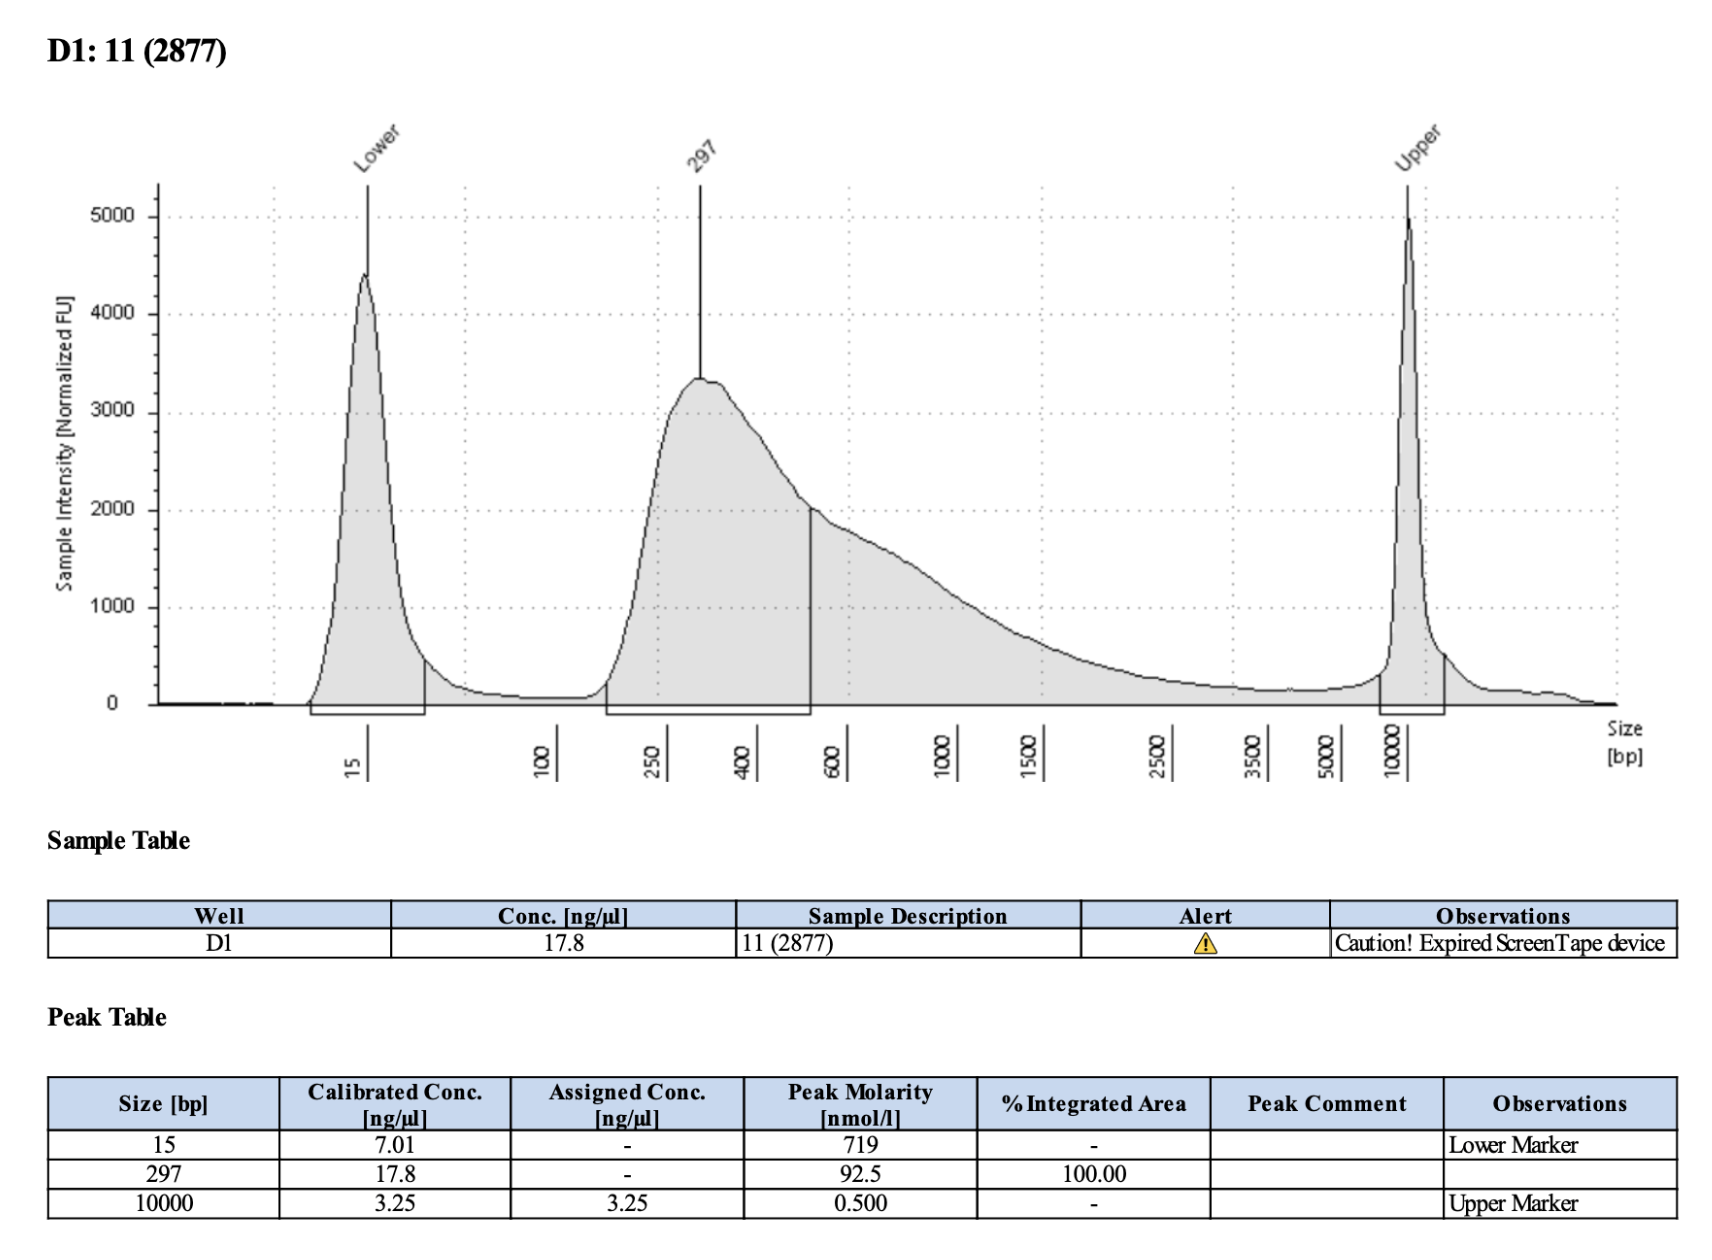 D1: 11 (2877)
Lower
297
Upper
Sample Intensity [Normalized FU]
5000
4000
3000
2000
1000
0
15
100
250
400
600
1000
1500
2500
3500
5000
10000
Size
[bp]
Sample Table
Well Conc. [ng/µl] Sample Description Alert Observations
D1 17.8 11 (2877) Caution! Expired ScreenTape device
Peak Table
Size [bp] Calibrated Conc. [ng/µl] Assigned Conc. [ng/µl] Peak Molarity [nmol/l] % Integrated Area Peak Comment Observations
15 7.01 - 719 - Lower Marker
297 17.8 - 92.5 100.00
10000 3.25 3.25 0.500 - Upper Marker